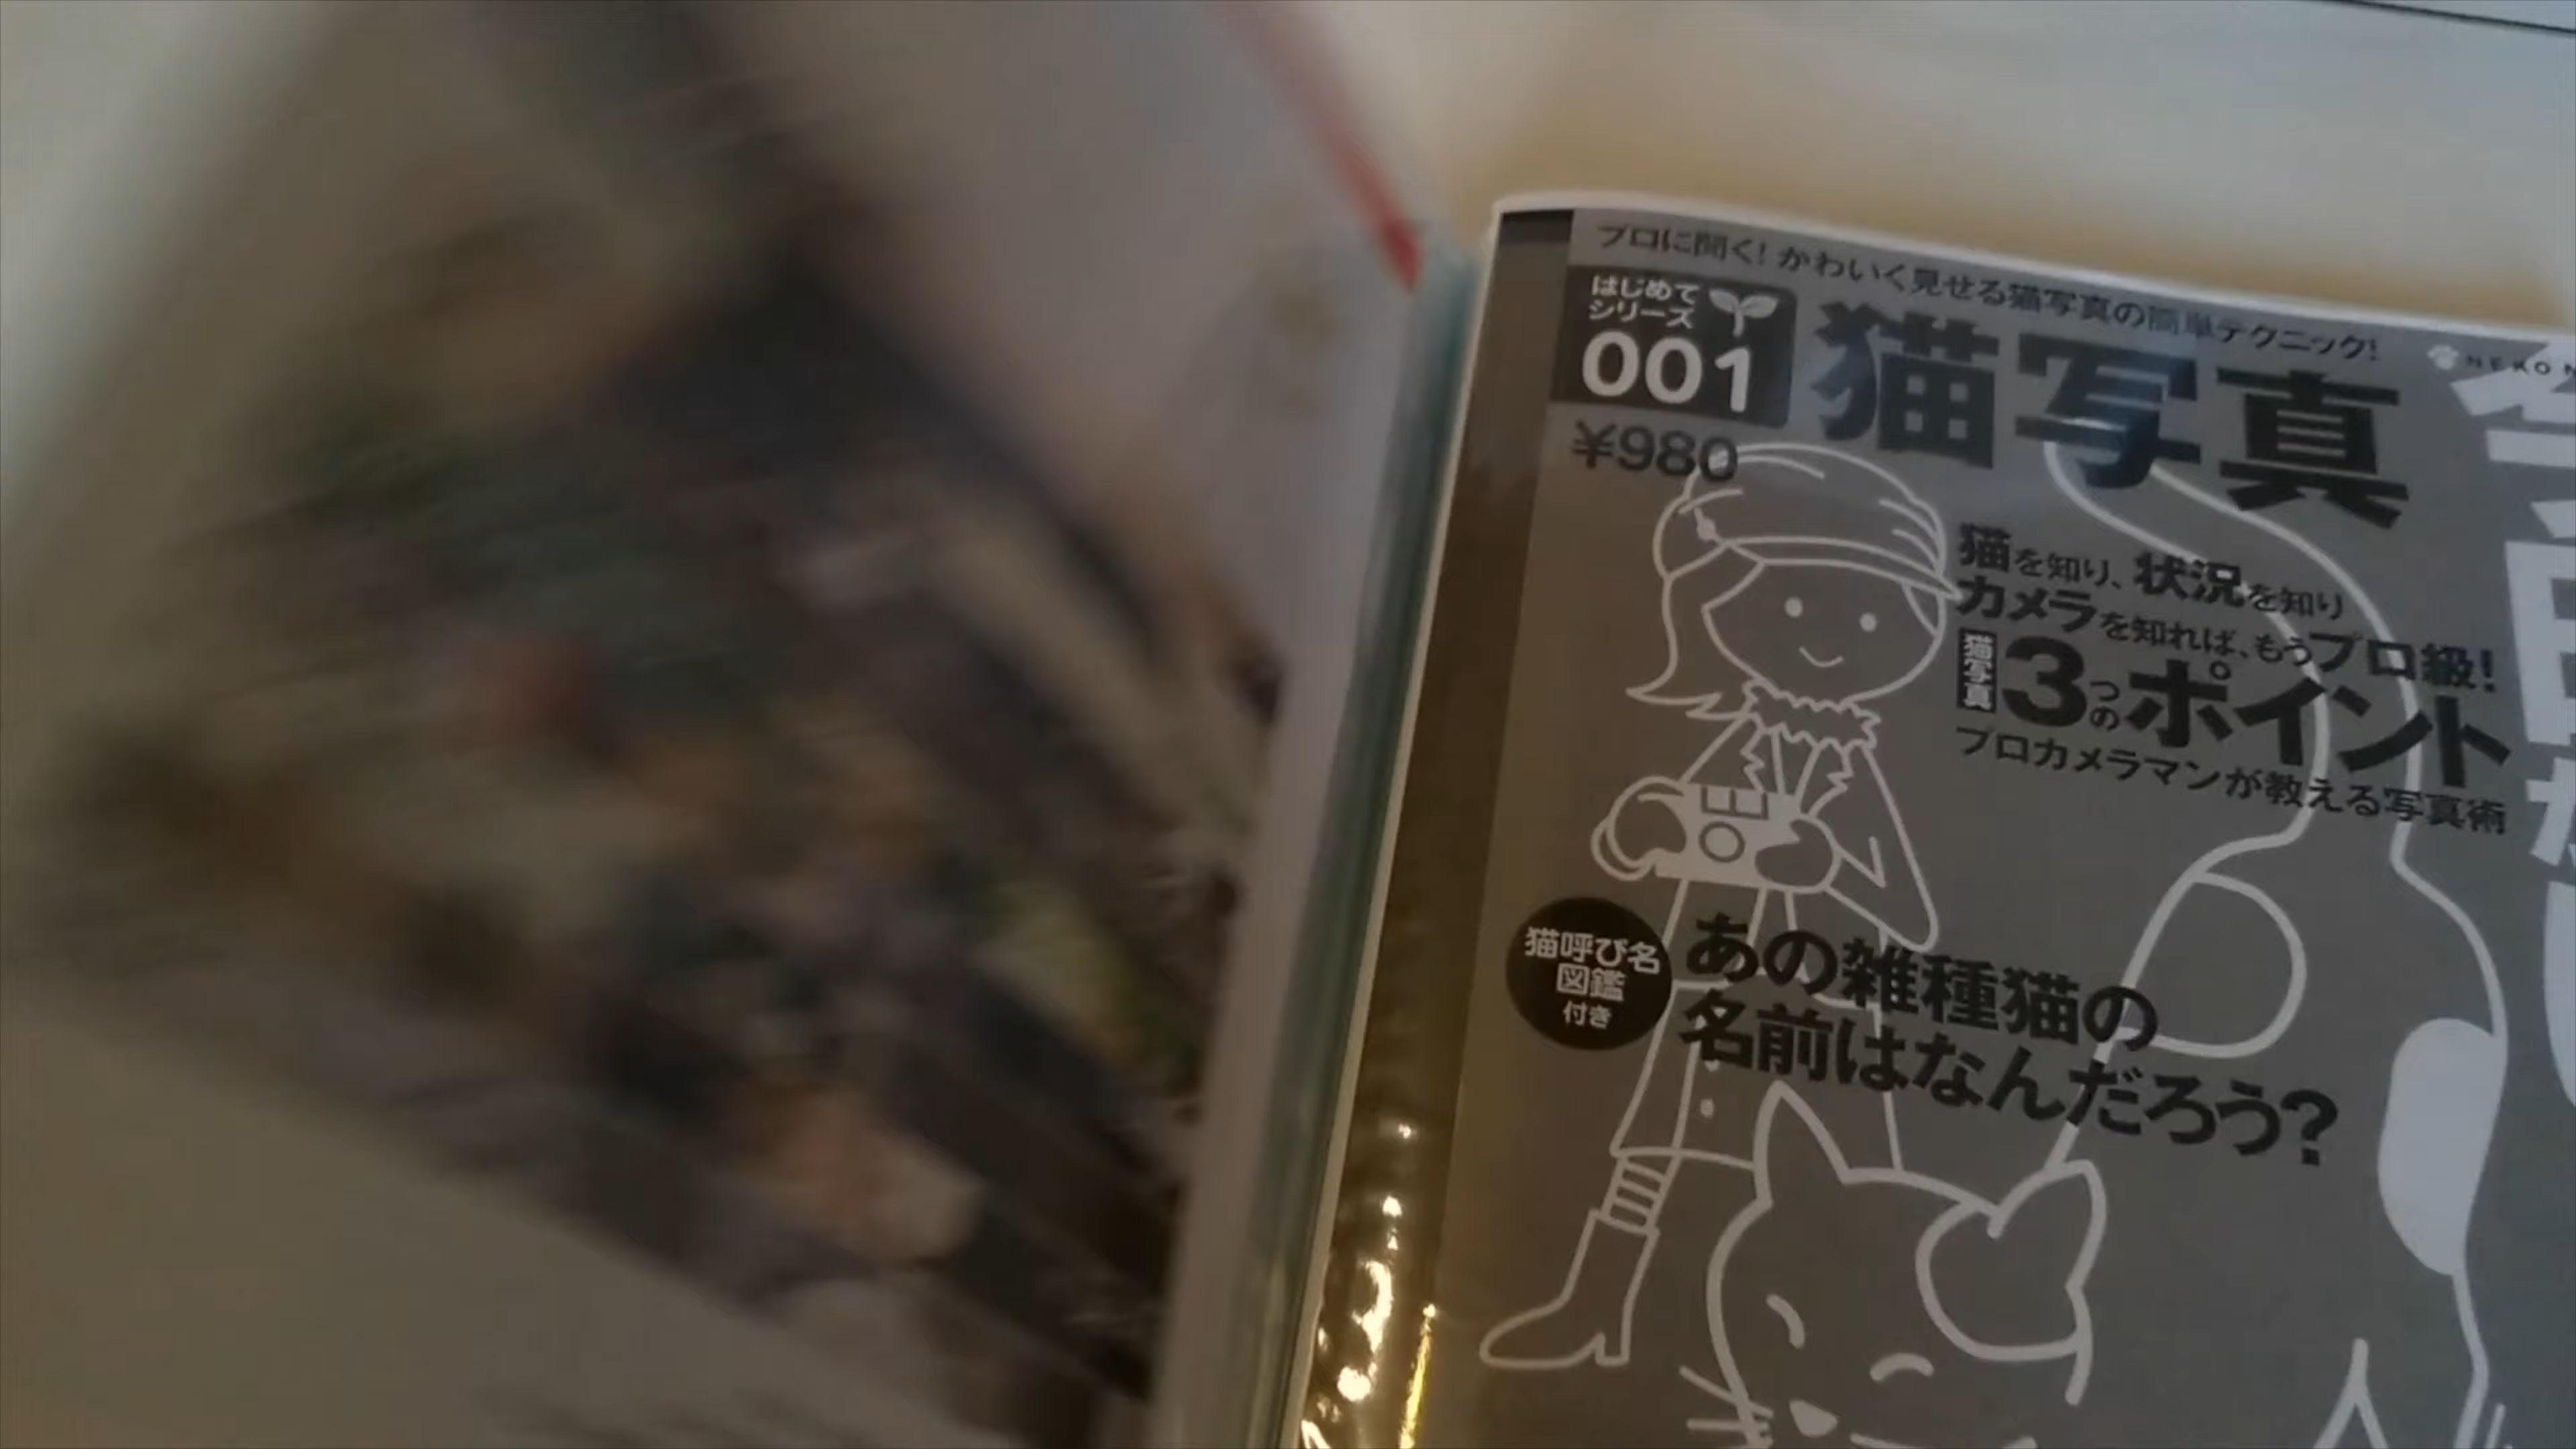 プロに聞く!かわいく見せる猫写真の簡単テクニック!
はじめて
シリーズ
001
猫写真
¥980
猫を知り、状況を知り
カメラを知れば、もうプロ級!
猫写真
3つのポイント
プロカメラマンが教える写真術
猫呼び名
図鑑
付き
あの雑種猫の
名前はなんだろう?